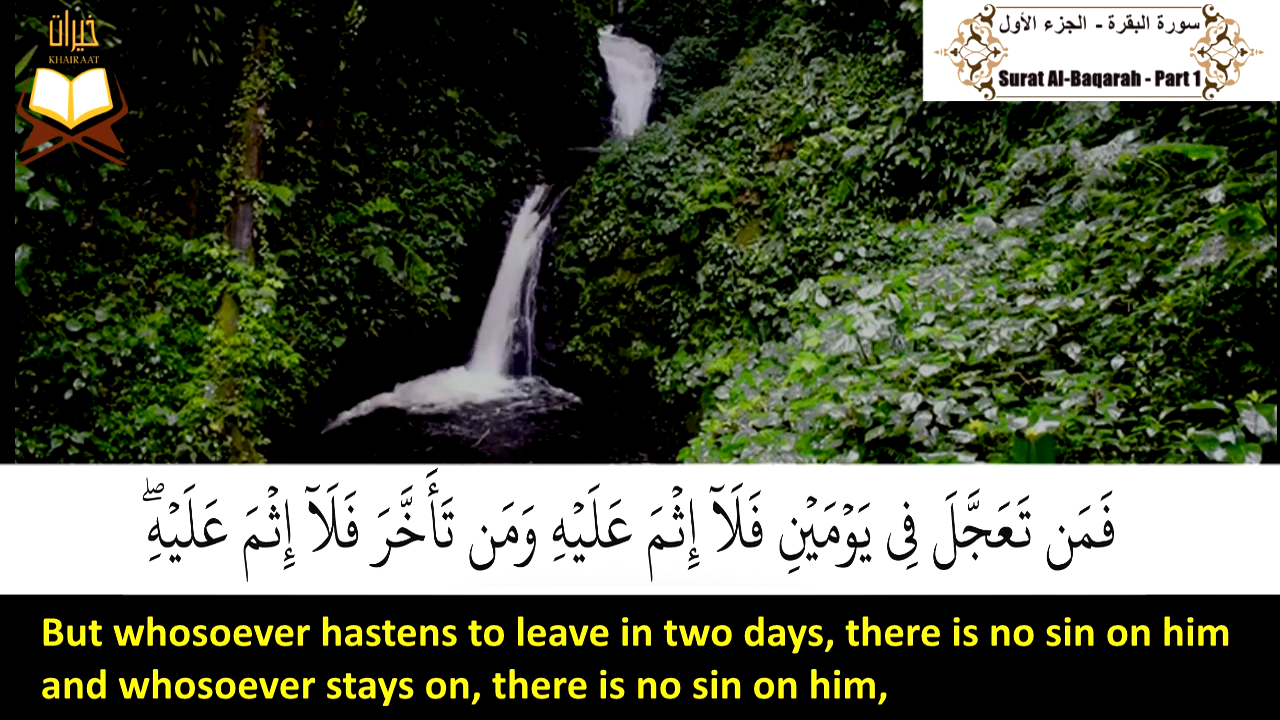 خيرات
KHAIRAAT
سورة البقرة - الجزء الأول
Surat Al-Baqarah - Part 1
فَمَن تَعَجَّلَ فِى يَوْمَيْنِ فَلَآ إِثْمَ عَلَيْهِ وَمَن تَأَخَّرَ فَلَآ إِثْمَ عَلَيْهِ ۖ
But whosoever hastens to leave in two days, there is no sin on him
and whosoever stays on, there is no sin on him,